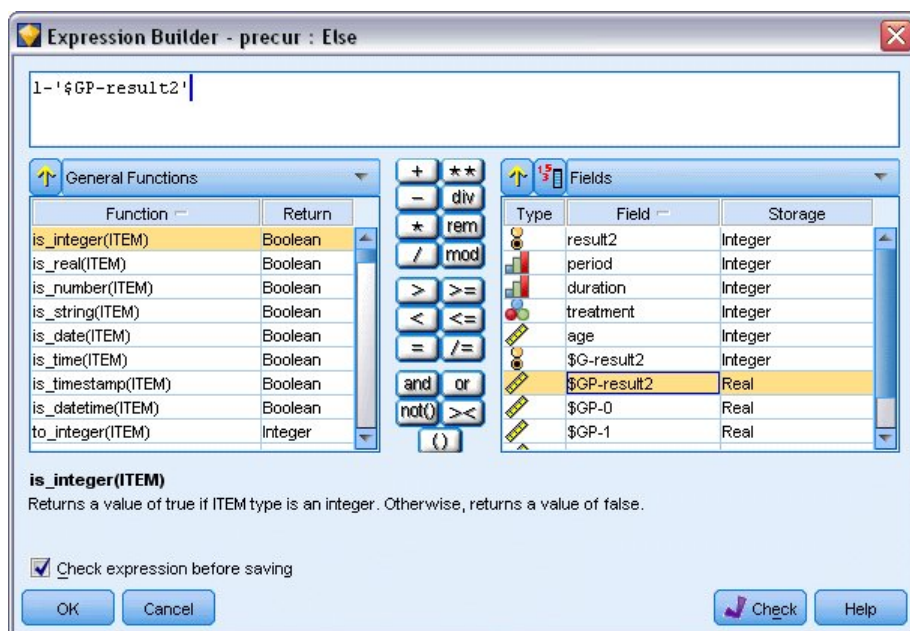 Expression Builder - precur : Else
1-'$GP-result2'
General Functions
Function Return
is_integer(ITEM) Boolean
is_real(ITEM) Boolean
is_number(ITEM) Boolean
is_string(ITEM) Boolean
is_date(ITEM) Boolean
is_time(ITEM) Boolean
is_timestamp(ITEM) Boolean
is_datetime(ITEM) Boolean
to_integer(ITEM) Integer
+ **
- div
* rem
/ mod
> >=
< <=
= /=
and or
not() ><
()
Fields
Type Field Storage
result2 Integer
period Integer
duration Integer
treatment Integer
age Integer
$G-result2 Integer
$GP-result2 Real
$GP-0 Real
$GP-1 Real
is_integer(ITEM)
Returns a value of true if ITEM type is an integer. Otherwise, returns a value of false.
Check expression before saving
OK Cancel Check Help